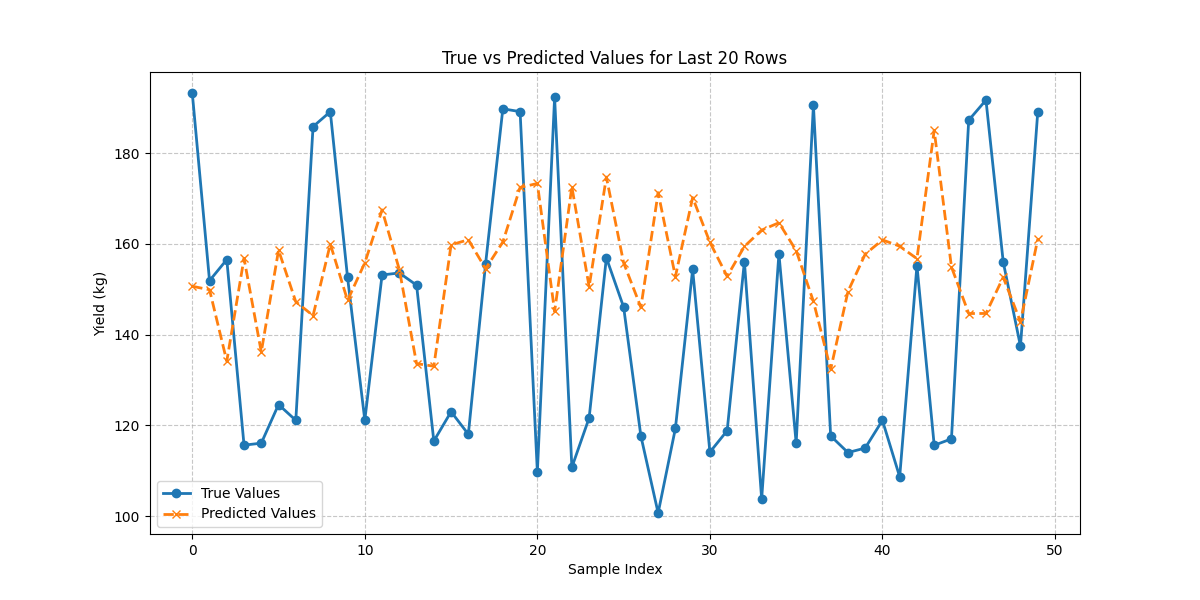 True vs Predicted Values for Last 20 Rows
Yield (kg)
180
160
140
120
100
True Values
Predicted Values
0
10
20
30
40
50
Sample Index